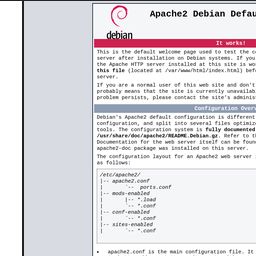 Apache2 Debian Defau
debian
It works!
This is the default welcome page used to test the c
server after installation on Debian systems. If you
the Apache HTTP server installed at this site is wo
this file (located at /var/www/html/index.html) bef
server.
If you are a normal user of this web site and don't
probably means that the site is currently unavailab
problem persists, please contact the site's adminis
Configuration Overv
Debian's Apache2 default configuration is different
configuration, and split into several files optimiz
tools. The configuration system is fully documented
/usr/share/doc/apache2/README.Debian.gz. Refer to th
Documentation for the web server itself can be foun
apache2-doc package was installed on this server.
The configuration layout for an Apache2 web server
as follows:
/etc/apache2/
|-- apache2.conf
| `-- ports.conf
|-- mods-enabled
| |-- *.load
| `-- *.conf
|-- conf-enabled
| `-- *.conf
|-- sites-enabled
| `-- *.conf
• apache2.conf is the main configuration file. It